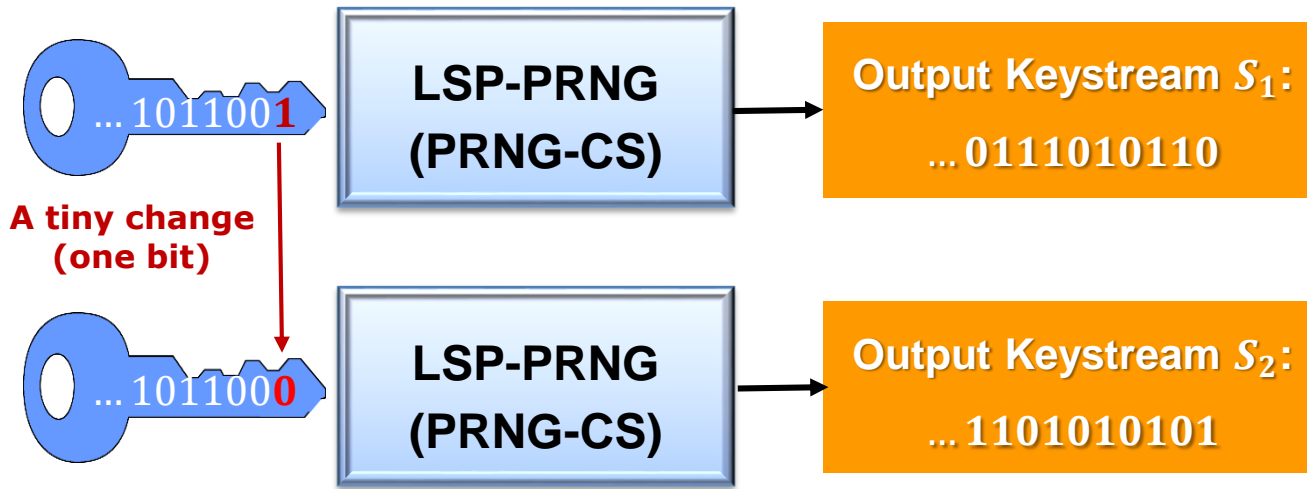 ... 1011001
LSP-PRNG
(PRNG-CS)
Output Keystream S₁:
... 0111010110
A tiny change
(one bit)
... 1011000
LSP-PRNG
(PRNG-CS)
Output Keystream S₂:
... 1101010101